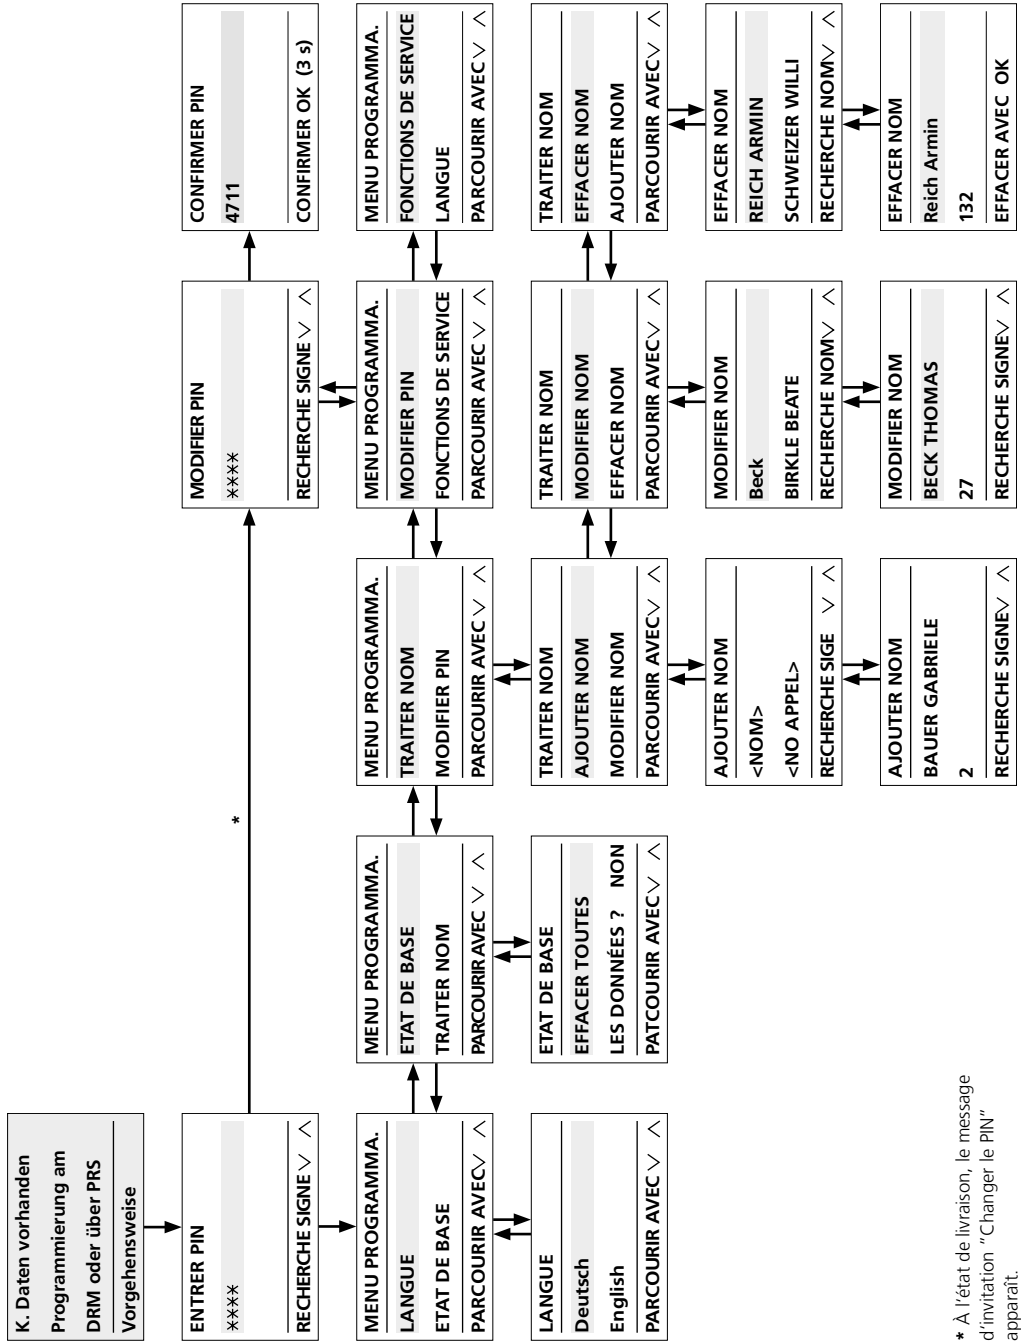 K. Daten vorhanden
Programmierung am
DRM oder über PRS
Vorgehensweise
ENTRER PIN
****
RECHERCHE SIGNE ∨ ∧
*
MODIFIER PIN
****
RECHERCHE SIGNE ∨ ∧
CONFIRMER PIN
4711
CONFIRMER OK (3 s)
MENU PROGRAMMA.
LANGUE
ETAT DE BASE
PARCOURIR AVEC ∨ ∧
MENU PROGRAMMA.
ETAT DE BASE
TRAITER NOM
PARCOURIR AVEC ∨ ∧
MENU PROGRAMMA.
TRAITER NOM
MODIFIER PIN
PARCOURIR AVEC ∨ ∧
MENU PROGRAMMA.
MODIFIER PIN
FONCTIONS DE SERVICE
PARCOURIR AVEC ∨ ∧
MENU PROGRAMMA.
FONCTIONS DE SERVICE
LANGUE
PARCOURIR AVEC ∨ ∧
LANGUE
Deutsch
English
PARCOURIR AVEC ∨ ∧
ETAT DE BASE
EFFACER TOUTES
LES DONNÉES ? NON
PATCOURIR AVEC ∨ ∧
TRAITER NOM
AJOUTER NOM
MODIFIER NOM
PARCOURIR AVEC ∨ ∧
TRAITER NOM
MODIFIER NOM
EFFACER NOM
PARCOURIR AVEC ∨ ∧
TRAITER NOM
EFFACER NOM
AJOUTER NOM
PARCOURIR AVEC ∨ ∧
AJOUTER NOM
<NOM>
<NO APPEL>
RECHERCHE SIGE ∨ ∧
MODIFIER NOM
Beck
BIRKLE BEATE
RECHERCHE NOM ∨ ∧
EFFACER NOM
REICH ARMIN
SCHWEIZER WILLI
RECHERCHE NOM ∨ ∧
AJOUTER NOM
BAUER GABRIELE
2
RECHERCHE SIGNE ∨ ∧
MODIFIER NOM
BECK THOMAS
27
RECHERCHE SIGNE ∨ ∧
EFFACER NOM
Reich Armin
132
EFFACER AVEC OK
* À l'état de livraison, le message
d'invitation "Changer le PIN"
apparaît.